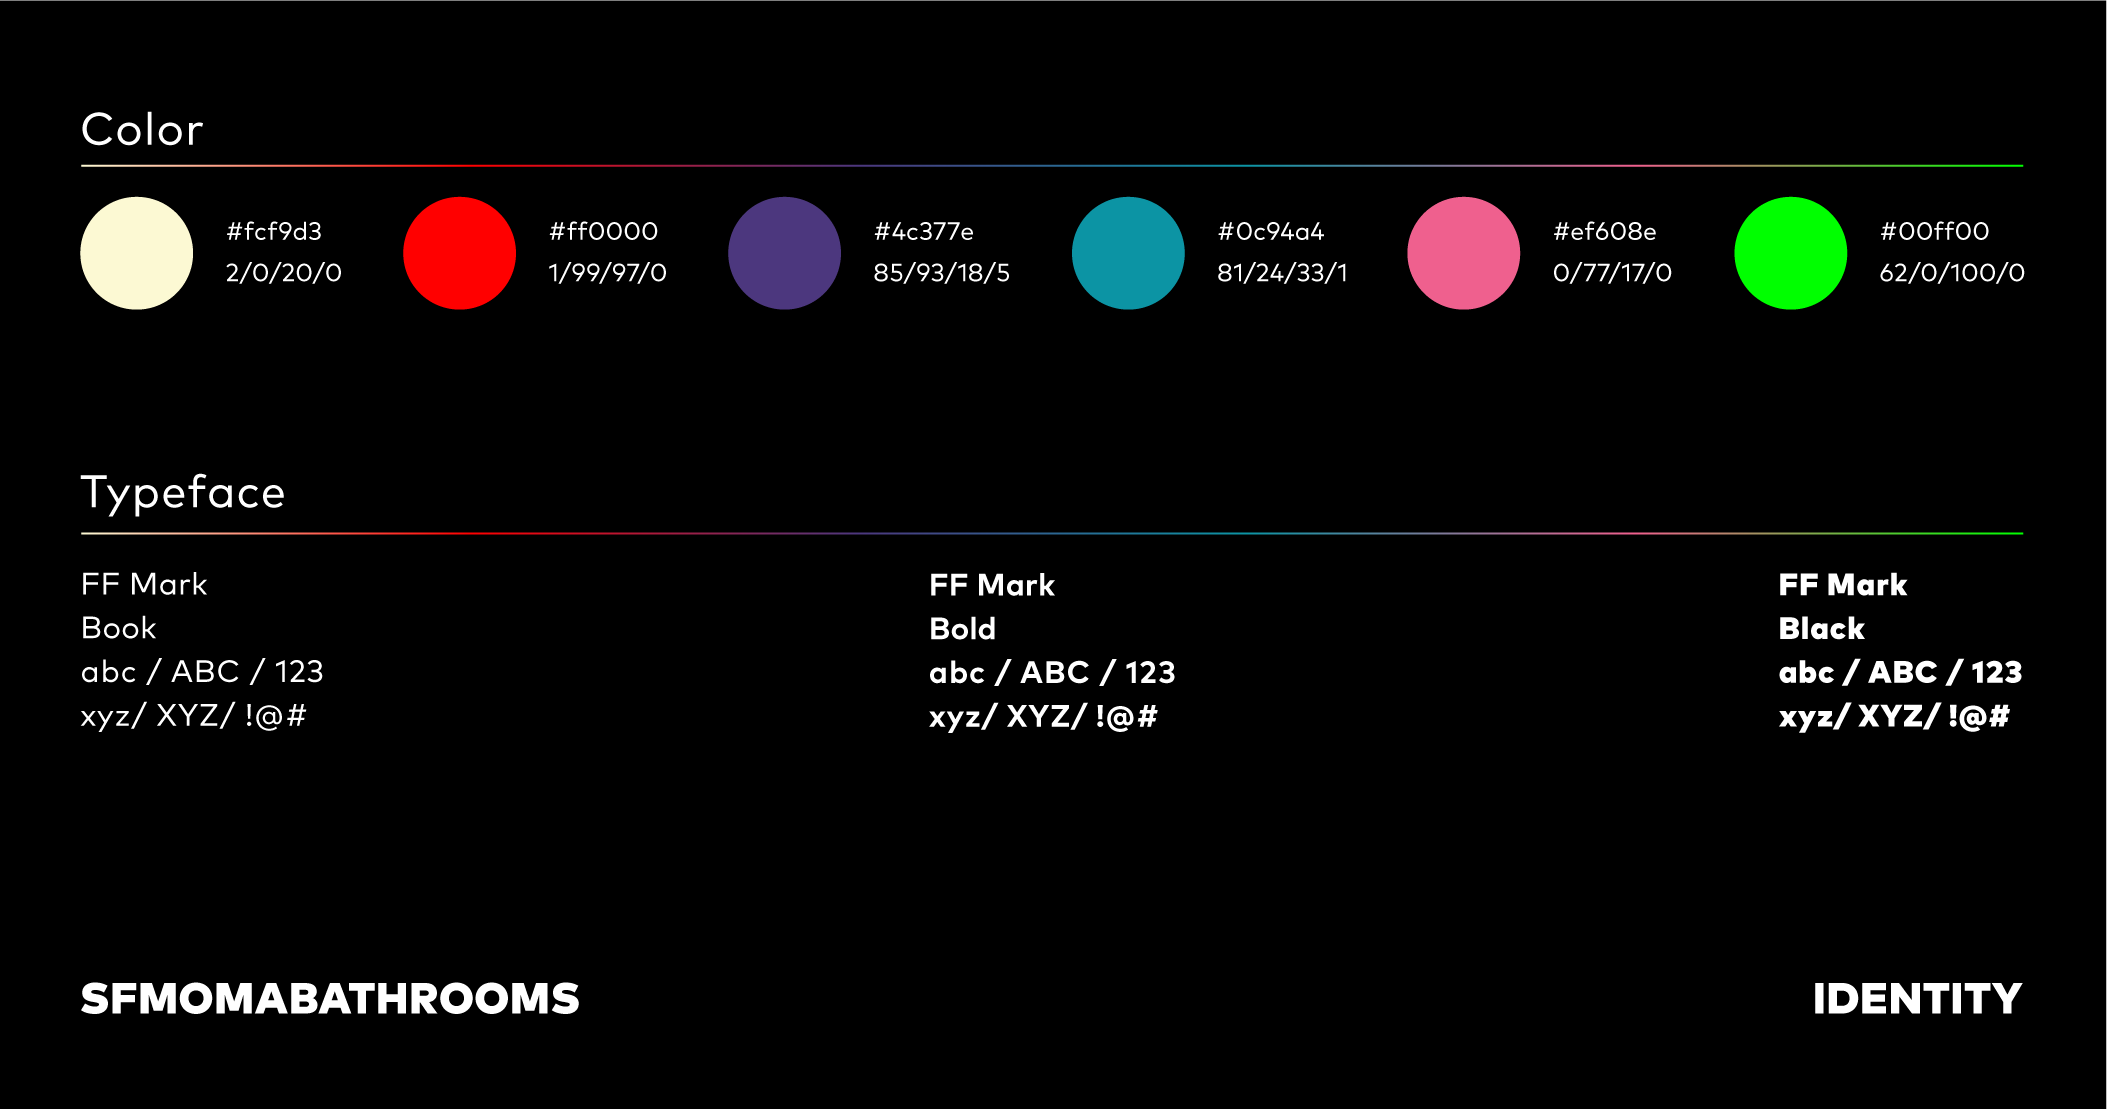 Color
#fcf9d3
2/0/20/0
#ff0000
1/99/97/0
#4c377e
85/93/18/5
#0c94a4
81/24/33/1
#ef608e
0/77/17/0
#00ff00
62/0/100/0
Typeface
FF Mark
Book
abc / ABC / 123
xyz/ XYZ/ !@#
FF Mark
Bold
abc / ABC / 123
xyz/ XYZ/ !@#
FF Mark
Black
abc / ABC / 123
xyz/ XYZ/ !@#
SFMOMABATHROOMS
IDENTITY